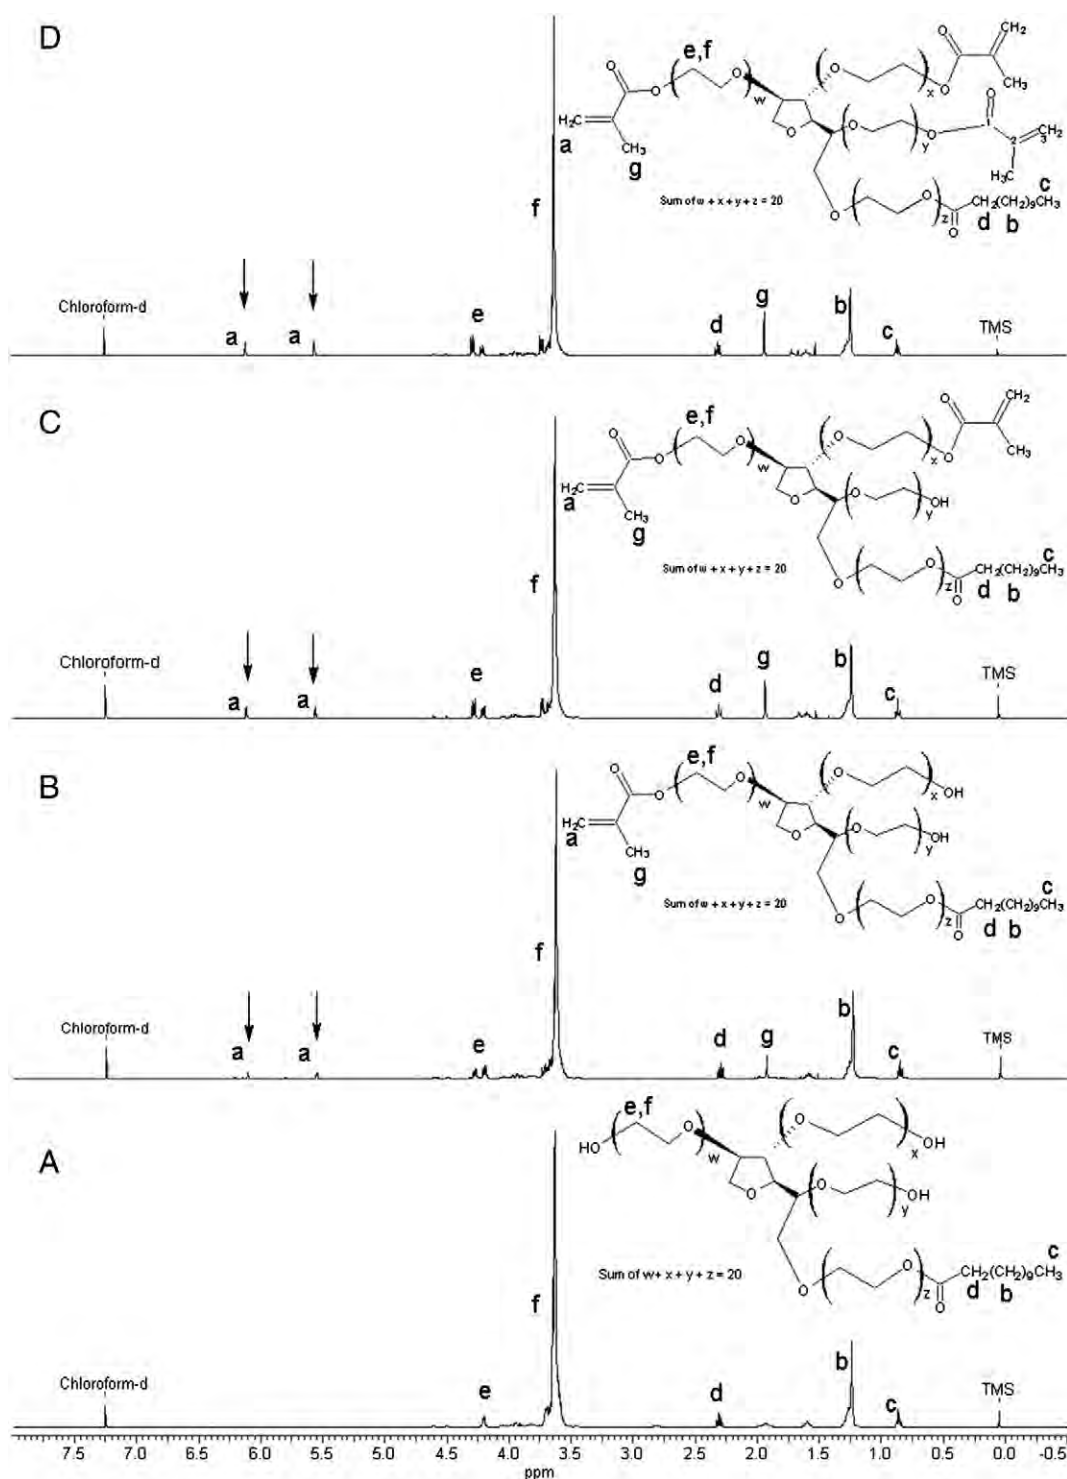 D
(e,f)
O
CH2
O
CH3
x
O
O
O
w
O
O
O
1
y
2
3
CH2
H3C
H2C
a
CH3
g
O
O
z
O
CH2(CH2)9CH3
c
d
b
Sum of w + x + y + z = 20
f
Chloroform-d
a
a
e
d
g
b
c
TMS
C
(e,f)
O
CH2
O
CH3
x
O
O
O
w
O
O
OH
y
H2C
a
CH3
g
O
O
z
O
CH2(CH2)9CH3
c
d
b
Sum of w + x + y + z = 20
f
Chloroform-d
a
a
e
d
g
b
c
TMS
B
(e,f)
O
O
O
w
O
OH
x
O
O
OH
y
H2C
a
CH3
g
O
O
z
O
CH2(CH2)9CH3
c
d
b
Sum of w + x + y + z = 20
f
Chloroform-d
a
a
e
d
g
b
c
TMS
A
(e,f)
HO
O
w
O
OH
x
O
O
OH
y
O
O
z
O
CH2(CH2)9CH3
c
d
b
Sum of w+ x + y + z = 20
f
Chloroform-d
e
d
b
c
TMS
7.5 7.0 6.5 6.0 5.5 5.0 4.5 4.0 3.5 3.0 2.5 2.0 1.5 1.0 0.5 0.0 -0.5
ppm